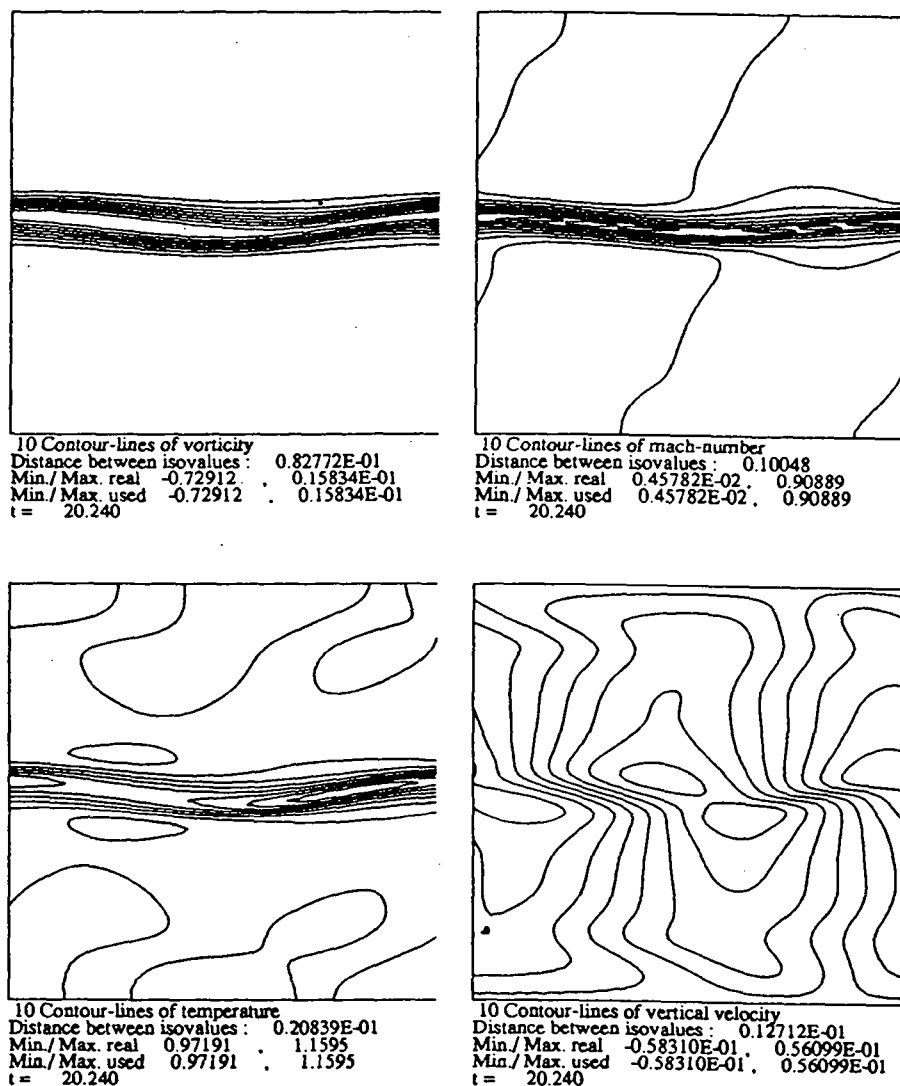 10 Contour-lines of vorticity
Distance between isovalues : 0.82772E-01
Min./ Max. real -0.72912 . 0.15834E-01
Min./ Max. used -0.72912 . 0.15834E-01
t = 20.240
10 Contour-lines of mach-number
Distance between isovalues : 0.10048
Min./ Max. real 0.45782E-02 . 0.90889
Min./ Max. used 0.45782E-02 . 0.90889
t = 20.240
10 Contour-lines of temperature
Distance between isovalues : 0.20839E-01
Min./ Max. real 0.97191 . 1.1595
Min./ Max. used 0.97191 . 1.1595
t = 20.240
10 Contour-lines of vertical velocity
Distance between isovalues : 0.12712E-01
Min./ Max. real -0.58310E-01 . 0.56099E-01
Min./ Max. used -0.58310E-01 . 0.56099E-01
t = 20.240